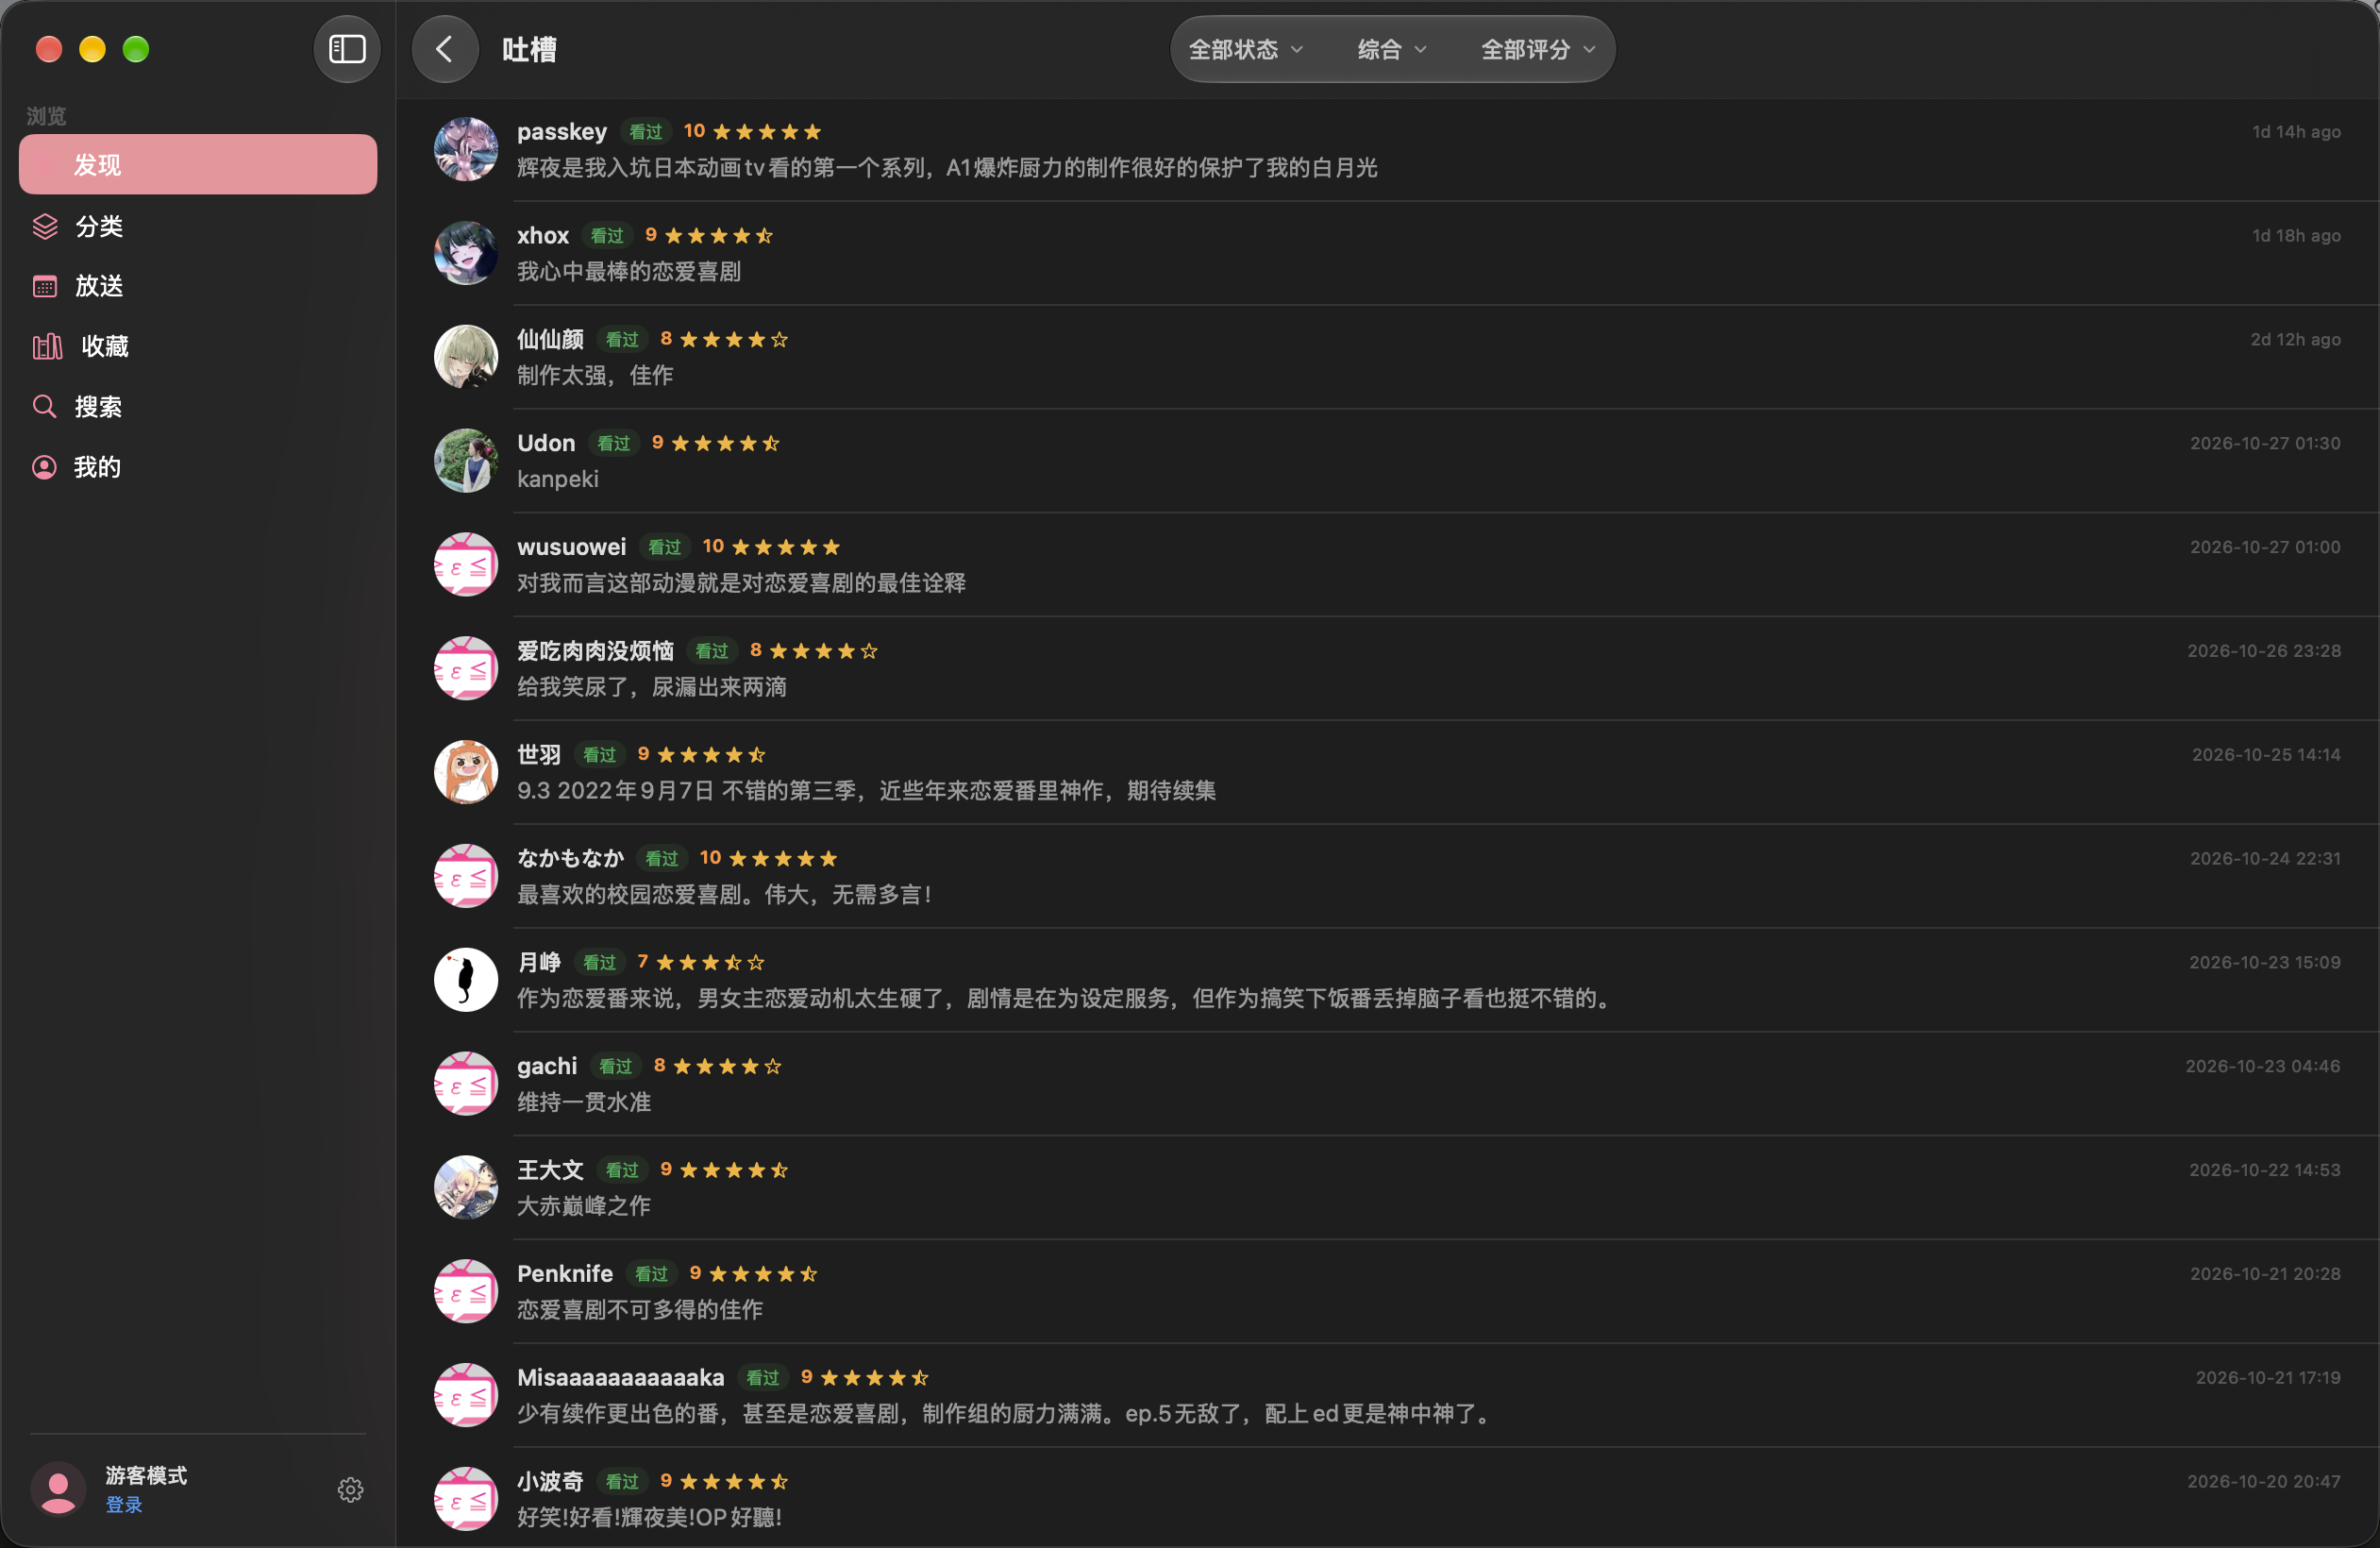 吐槽
全部状态 综合 全部评分
浏览
发现
分类
放送
收藏
搜索
我的
游客模式
登录
passkey 看过 10 1d 14h ago
辉夜是我入坑日本动画tv看的第一个系列，A1爆炸厨力的制作很好的保护了我的白月光
xhox 看过 9 1d 18h ago
我心中最棒的恋爱喜剧
仙仙颜 看过 8 2d 12h ago
制作太强，佳作
Udon 看过 9 2026-10-27 01:30
kanpeki
wusuowei 看过 10 2026-10-27 01:00
对我而言这部动漫就是对恋爱喜剧的最佳诠释
爱吃肉肉没烦恼 看过 8 2026-10-26 23:28
给我笑尿了，尿漏出来两滴
世羽 看过 9 2026-10-25 14:14
9.3 2022年9月7日 不错的第三季，近些年来恋爱番里神作，期待续集
なかもなか 看过 10 2026-10-24 22:31
最喜欢的校园恋爱喜剧。伟大，无需多言！
月峥 看过 7 2026-10-23 15:09
作为恋爱番来说，男女主恋爱动机太生硬了，剧情是在为设定服务，但作为搞笑下饭番丢掉脑子看也挺不错的。
gachi 看过 8 2026-10-23 04:46
维持一贯水准
王大文 看过 9 2026-10-22 14:53
大赤巅峰之作
Penknife 看过 9 2026-10-21 20:28
恋爱喜剧不可多得的佳作
Misaaaaaaaaaaaka 看过 9 2026-10-21 17:19
少有续作更出色的番，甚至是恋爱喜剧，制作组的厨力满满。ep.5无敌了，配上ed更是神中神了。
小波奇 看过 9 2026-10-20 20:47
好笑!好看!輝夜美!OP好聽!